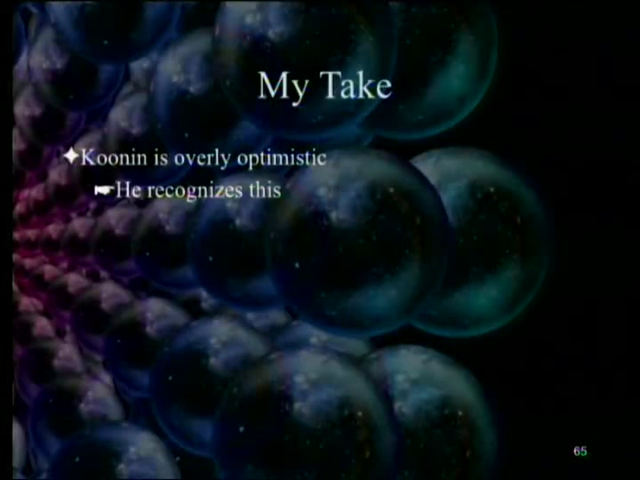 My Take
✦Koonin is overly optimistic
☛He recognizes this
65